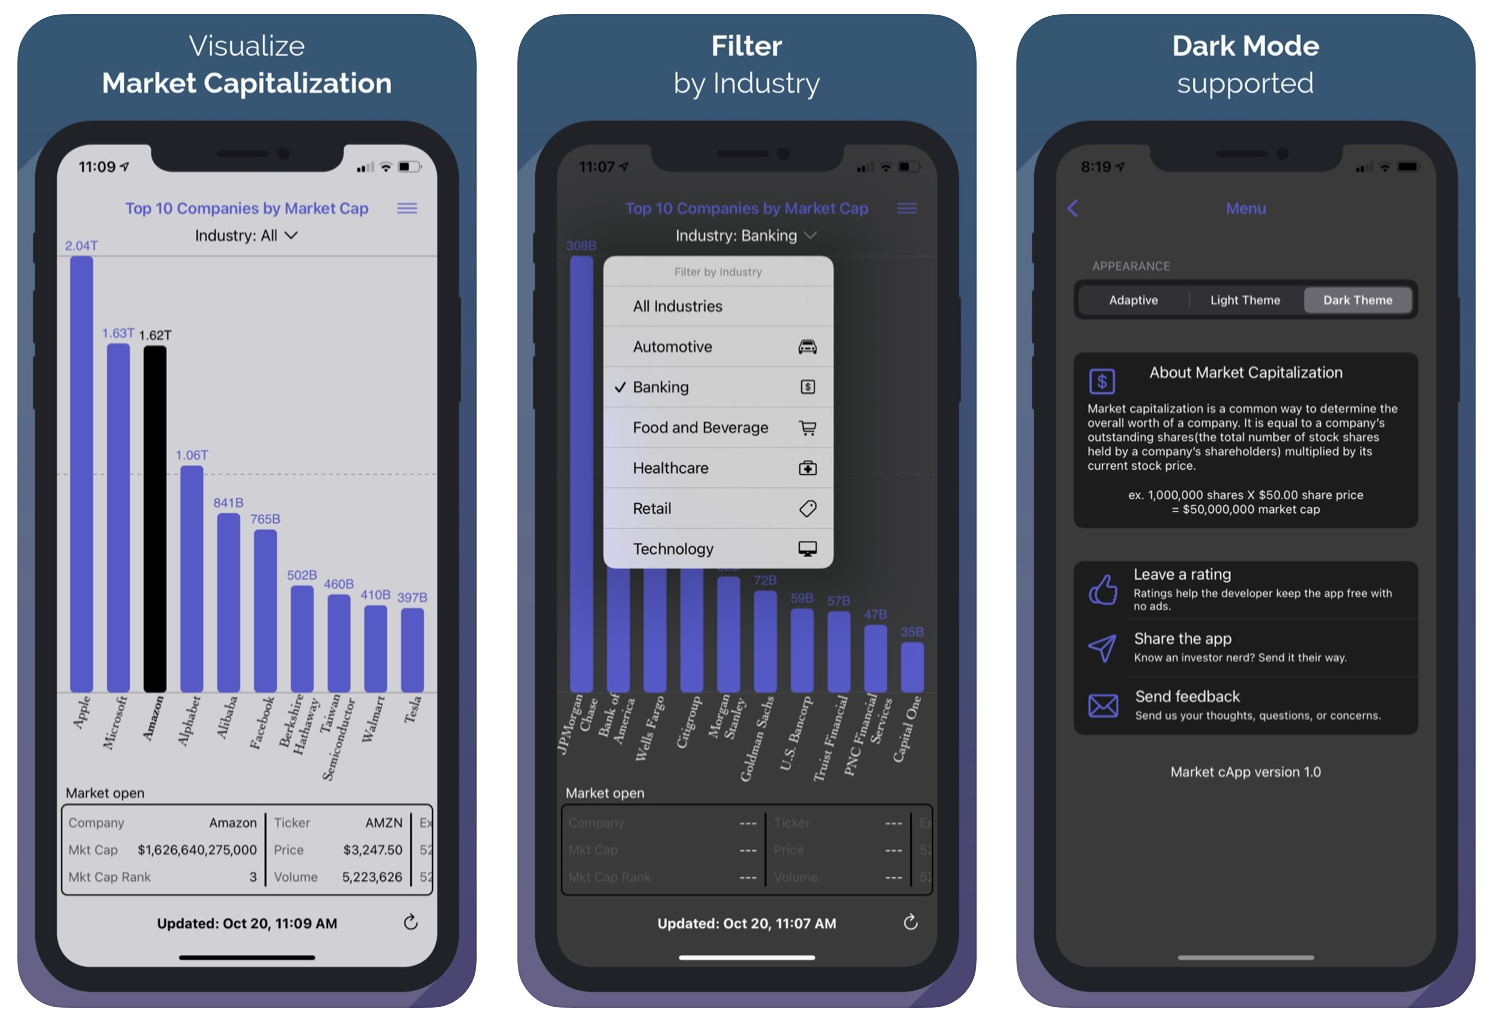 Visualize
Market Capitalization
11:09
Top 10 Companies by Market Cap
Industry: All
2.04T
1.63T
1.62T
1.06T
841B
765B
502B
460B
410B
397B
Apple
Microsoft
Amazon
Alphabet
Alibaba
Facebook
Berkshire
Hathaway
Taiwan
Semiconductor
Walmart
Tesla
Market open
Company Amazon Ticker AMZN Ex
Mkt Cap $1,626,640,275,000 Price $3,247.50 52
Mkt Cap Rank 3 Volume 5,223,626 52
Updated: Oct 20, 11:09 AM
Filter
by Industry
11:07
Top 10 Companies by Market Cap
Industry: Banking
308B
Filter by Industry
All Industries
Automotive
Banking
Food and Beverage
Healthcare
Retail
Technology
72B
59B
57B
47B
35B
JPMorgan
Chase
Bank of
America
Wells Fargo
Citigroup
Morgan
Stanley
Goldman Sachs
U.S. Bancorp
Truist Financial
PNC Financial
Services
Capital One
Market open
Company --- Ticker --- Ex
Mkt Cap --- Price --- 52
Mkt Cap Rank --- Volume --- 52
Updated: Oct 20, 11:07 AM
Dark Mode
supported
8:19
Menu
APPEARANCE
Adaptive Light Theme Dark Theme
$ About Market Capitalization
Market capitalization is a common way to determine the
overall worth of a company. It is equal to a company's
outstanding shares(the total number of stock shares
held by a company's shareholders) multiplied by its
current stock price.
ex. 1,000,000 shares X $50.00 share price
= $50,000,000 market cap
Leave a rating
Ratings help the developer keep the app free with
no ads.
Share the app
Know an investor nerd? Send it their way.
Send feedback
Send us your thoughts, questions, or concerns.
Market cApp version 1.0